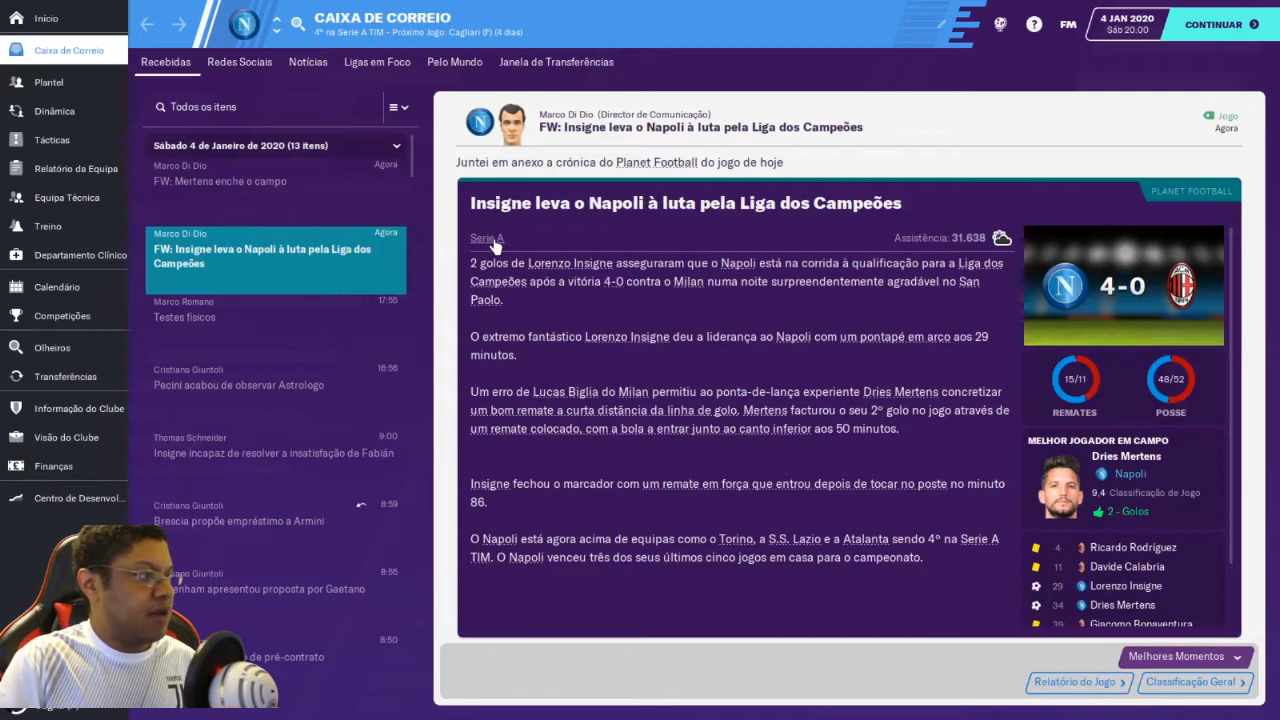 Início
Caixa de Correio
Plantel
Dinâmica
Tácticas
Relatório da Equipa
Equipa Técnica
Treino
Departamento Clínico
Calendário
Competições
Olheiros
Transferências
Informação do Clube
Visão do Clube
Finanças
Centro de Desenvol...
CAIXA DE CORREIO
4º na Serie A TIM - Próximo Jogo: Cagliari (F) (4 dias)
FM
4 JAN 2020
Sáb 20:00
CONTINUAR
Recebidas
Redes Sociais
Notícias
Ligas em Foco
Pelo Mundo
Janela de Transferências
Todos os itens
Sábado 4 de Janeiro de 2020 (13 itens)
Marco Di Dio
Agora
FW: Mertens enche o campo
Marco Di Dio
Agora
FW: Insigne leva o Napoli à luta pela Liga dos
Campeões
Marco Romano
17:55
Testes físicos
Cristiano Giuntoli
16:56
Pecini acabou de observar Astrologo
Thomas Schneider
9:00
Insigne incapaz de resolver a insatisfação de Fabián
Cristiano Giuntoli
8:59
Brescia propõe empréstimo a Armini
Giuntoli
8:55
apresentou proposta por Gaetano
8:50
de pré-contrato
Marco Di Dio (Director de Comunicação)
FW: Insigne leva o Napoli à luta pela Liga dos Campeões
Jogo
Agora
Juntei em anexo a crónica do Planet Football do jogo de hoje
PLANET FOOTBALL
Insigne leva o Napoli à luta pela Liga dos Campeões
Serie A
Assistência: 31.638
2 golos de Lorenzo Insigne asseguraram que o Napoli está na corrida à qualificação para a Liga dos
Campeões após a vitória 4-0 contra o Milan numa noite surpreendentemente agradável no San
Paolo.
O extremo fantástico Lorenzo Insigne deu a liderança ao Napoli com um pontapé em arco aos 29
minutos.
Um erro de Lucas Biglia do Milan permitiu ao ponta-de-lança experiente Dries Mertens concretizar
um bom remate a curta distância da linha de golo. Mertens facturou o seu 2º golo no jogo através de
um remate colocado, com a bola a entrar junto ao canto inferior aos 50 minutos.
Insigne fechou o marcador com um remate em força que entrou depois de tocar no poste no minuto
86.
O Napoli está agora acima de equipas como o Torino, a S.S. Lazio e a Atalanta sendo 4º na Serie A
TIM. O Napoli venceu três dos seus últimos cinco jogos em casa para o campeonato.
4-0
15/11
REMATES
48/52
POSSE
MELHOR JOGADOR EM CAMPO
Dries Mertens
Napoli
9,4 Classificação de Jogo
2 - Golos
4 Ricardo Rodríguez
11 Davide Calabria
29 Lorenzo Insigne
34 Dries Mertens
39 Giacomo Bonaventura
Melhores Momentos
Relatório do Jogo
Classificação Geral